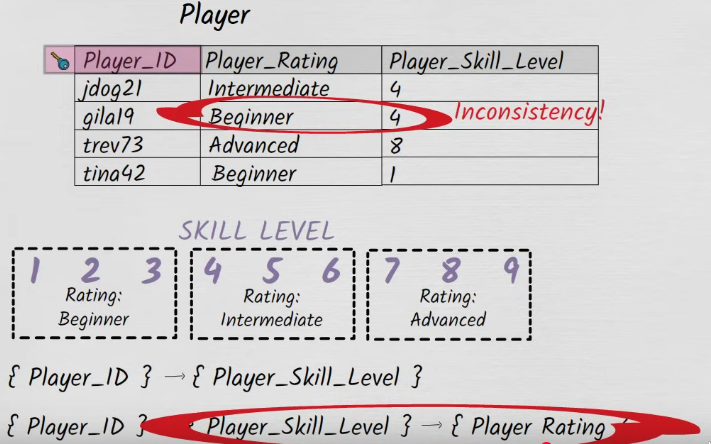 Player
Player_ID Player_Rating Player_Skill_Level
jdog21 Intermediate 4
gila19 Beginner 4 Inconsistency!
trev73 Advanced 8
tina42 Beginner 1
SKILL LEVEL
1 2 3 4 5 6 7 8 9
Rating: Rating: Rating:
Beginner Intermediate Advanced
{ Player_ID } → { Player_Skill_Level }
{ Player_ID } Player_Skill_Level } → { Player Rating